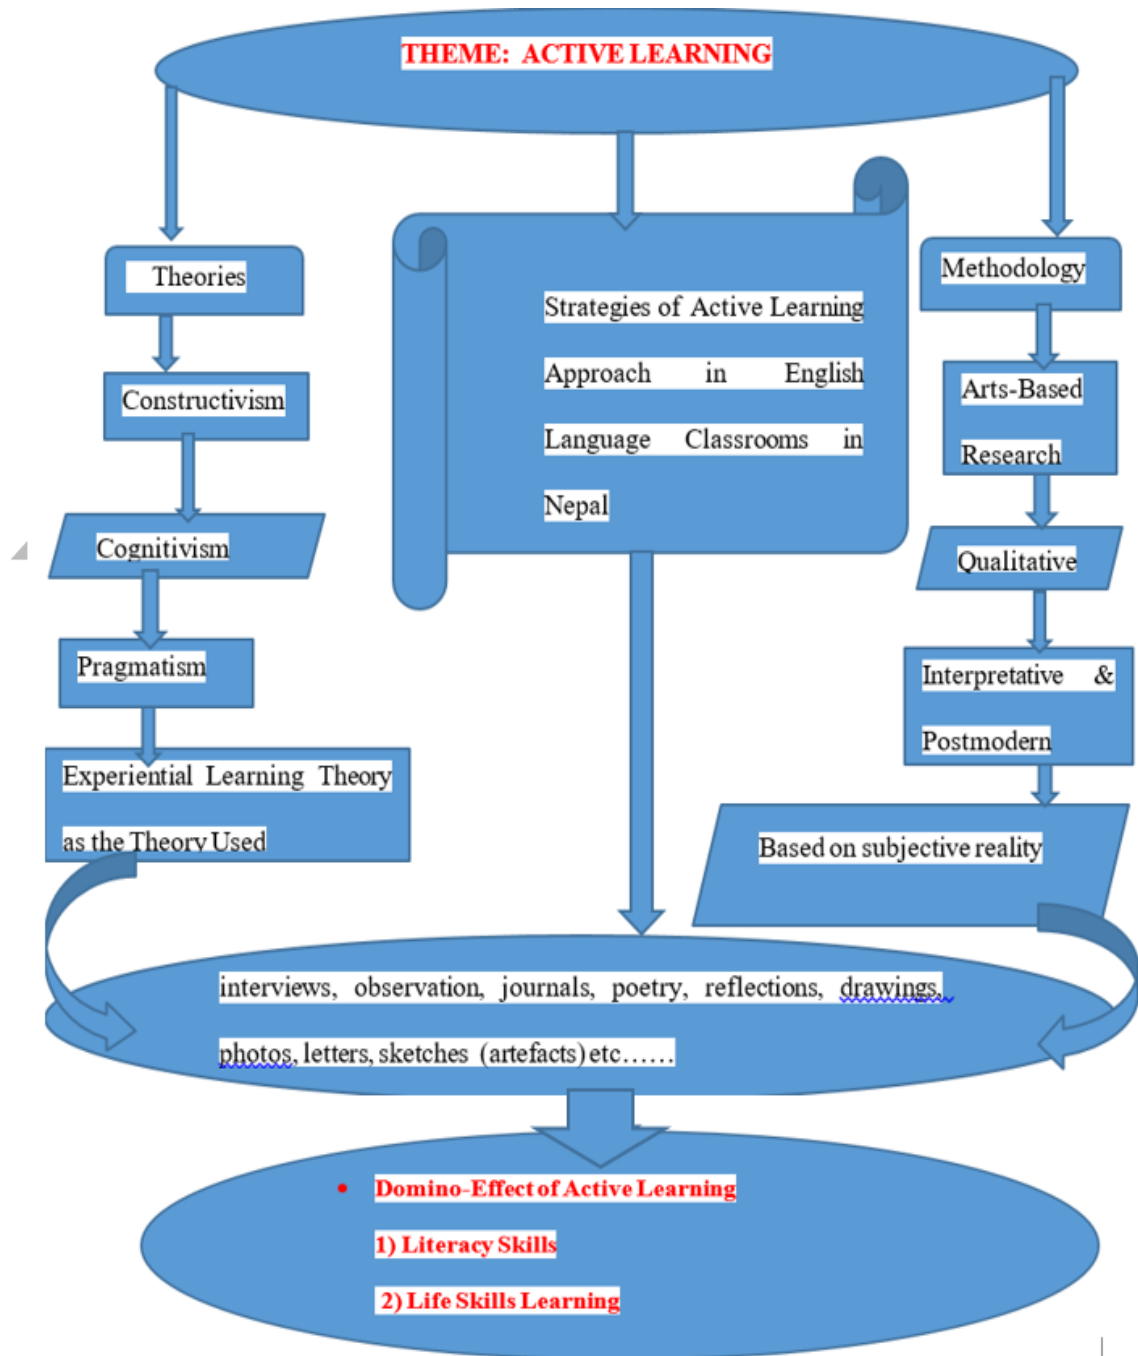 THEME: ACTIVE LEARNING
Theories
Constructivism
Cognitivism
Pragmatism
Experiential Learning Theory
as the Theory Used
Strategies of Active Learning
Approach in English
Language Classrooms in
Nepal
Methodology
Arts-Based
Research
Qualitative
Interpretative &
Postmodern
Based on subjective reality
interviews, observation, journals, poetry, reflections, drawings,
photos, letters, sketches (artefacts) etc……
• Domino-Effect of Active Learning
1) Literacy Skills
2) Life Skills Learning